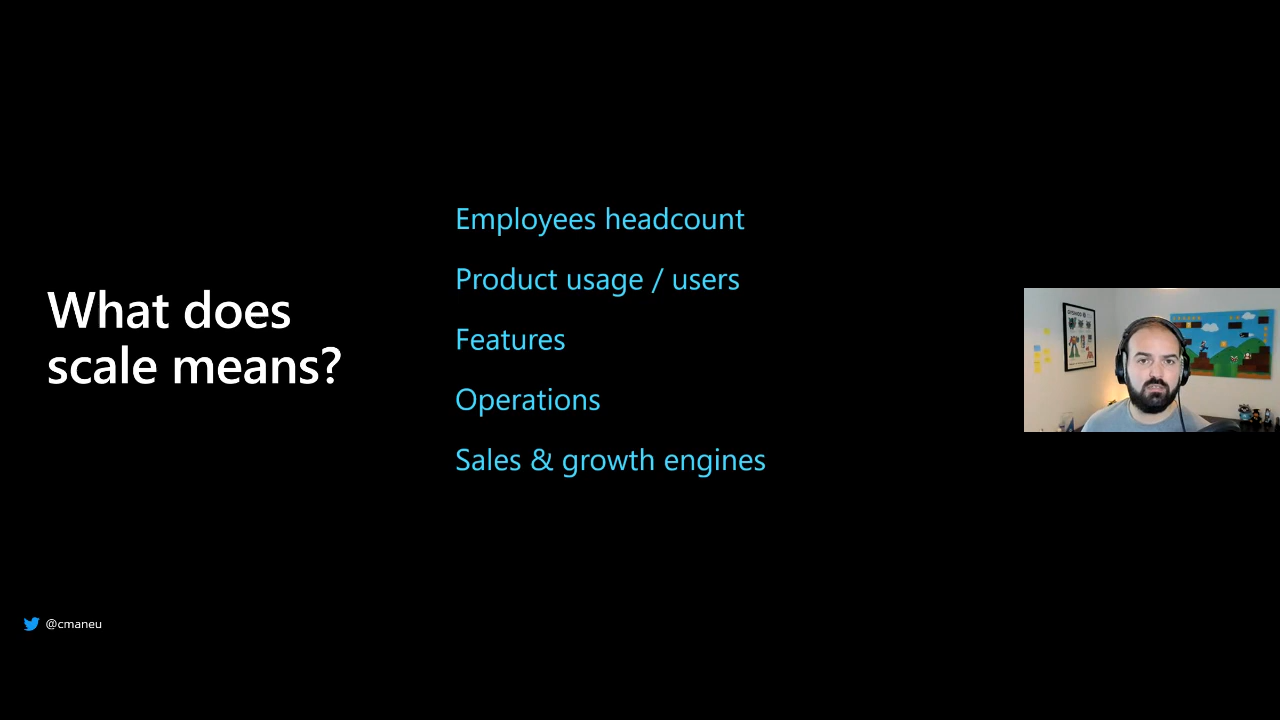 What does
scale means?
Employees headcount
Product usage / users
Features
Operations
Sales & growth engines
@cmaneu